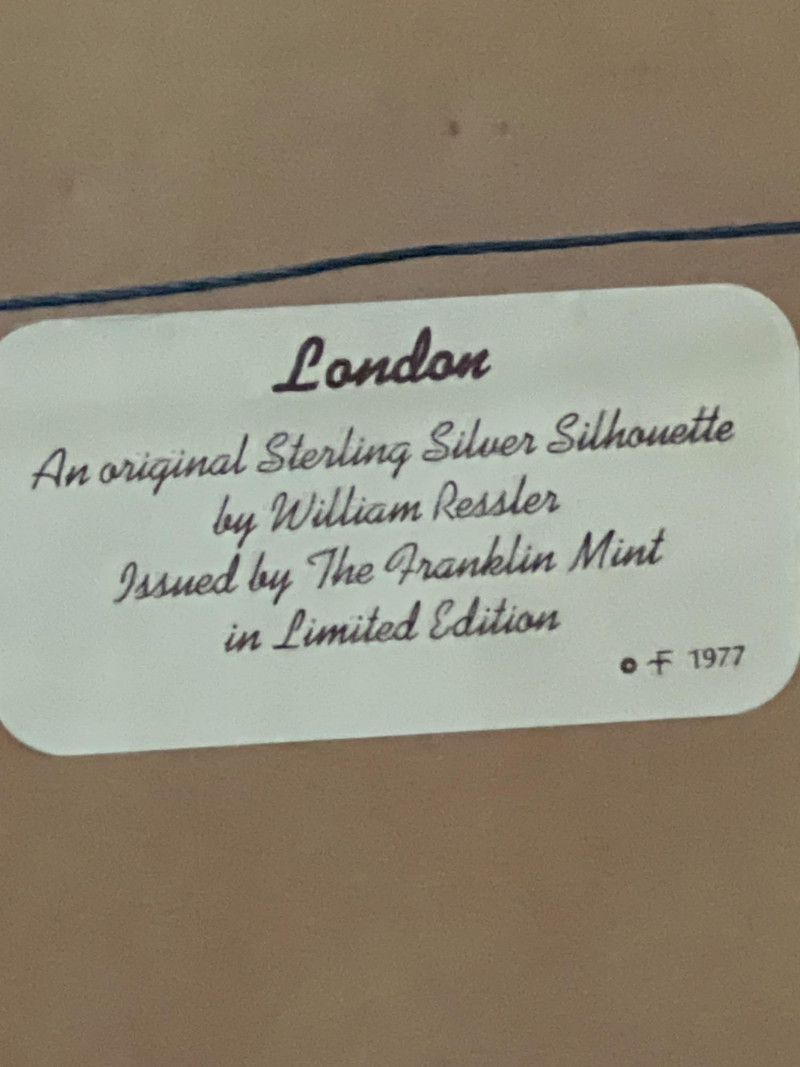 London
An original Sterling Silver Silhouette
by William Ressler
Issued by The Franklin Mint
in Limited Edition
© F 1977